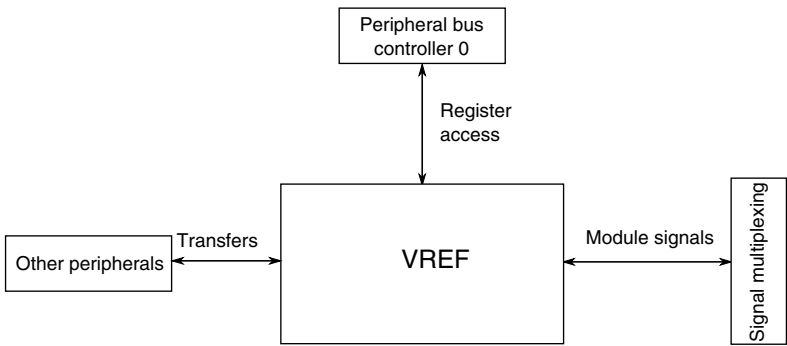 Peripheral bus
controller 0
Register
access
Transfers
Other peripherals
VREF
Module signals
Signal multiplexing